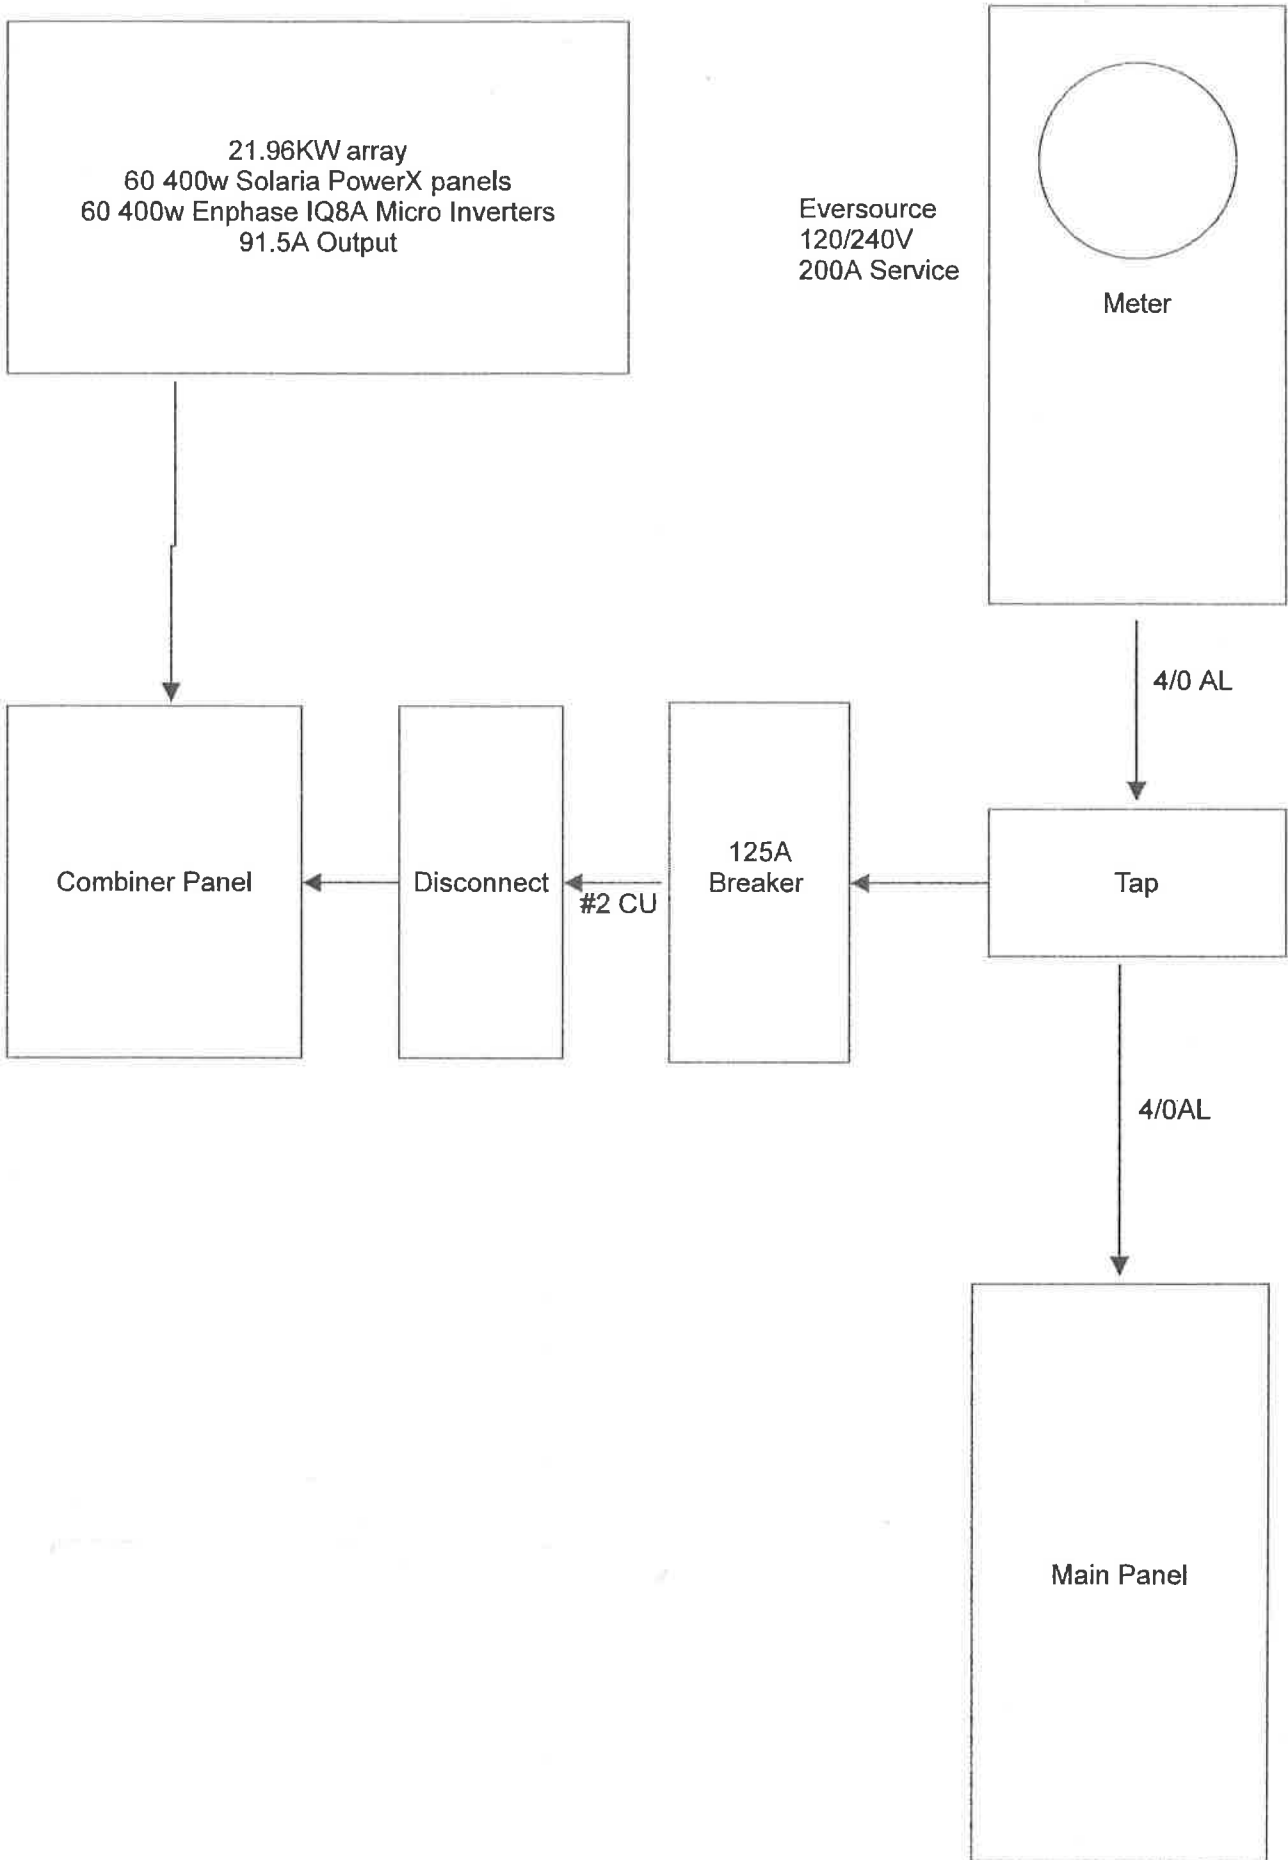 21.96KW array
60 400w Solaria PowerX panels
60 400w Enphase IQ8A Micro Inverters
91.5A Output
Eversource
120/240V
200A Service
Meter
4/0 AL
Combiner Panel
Disconnect
#2 CU
125A
Breaker
Tap
4/0AL
Main Panel